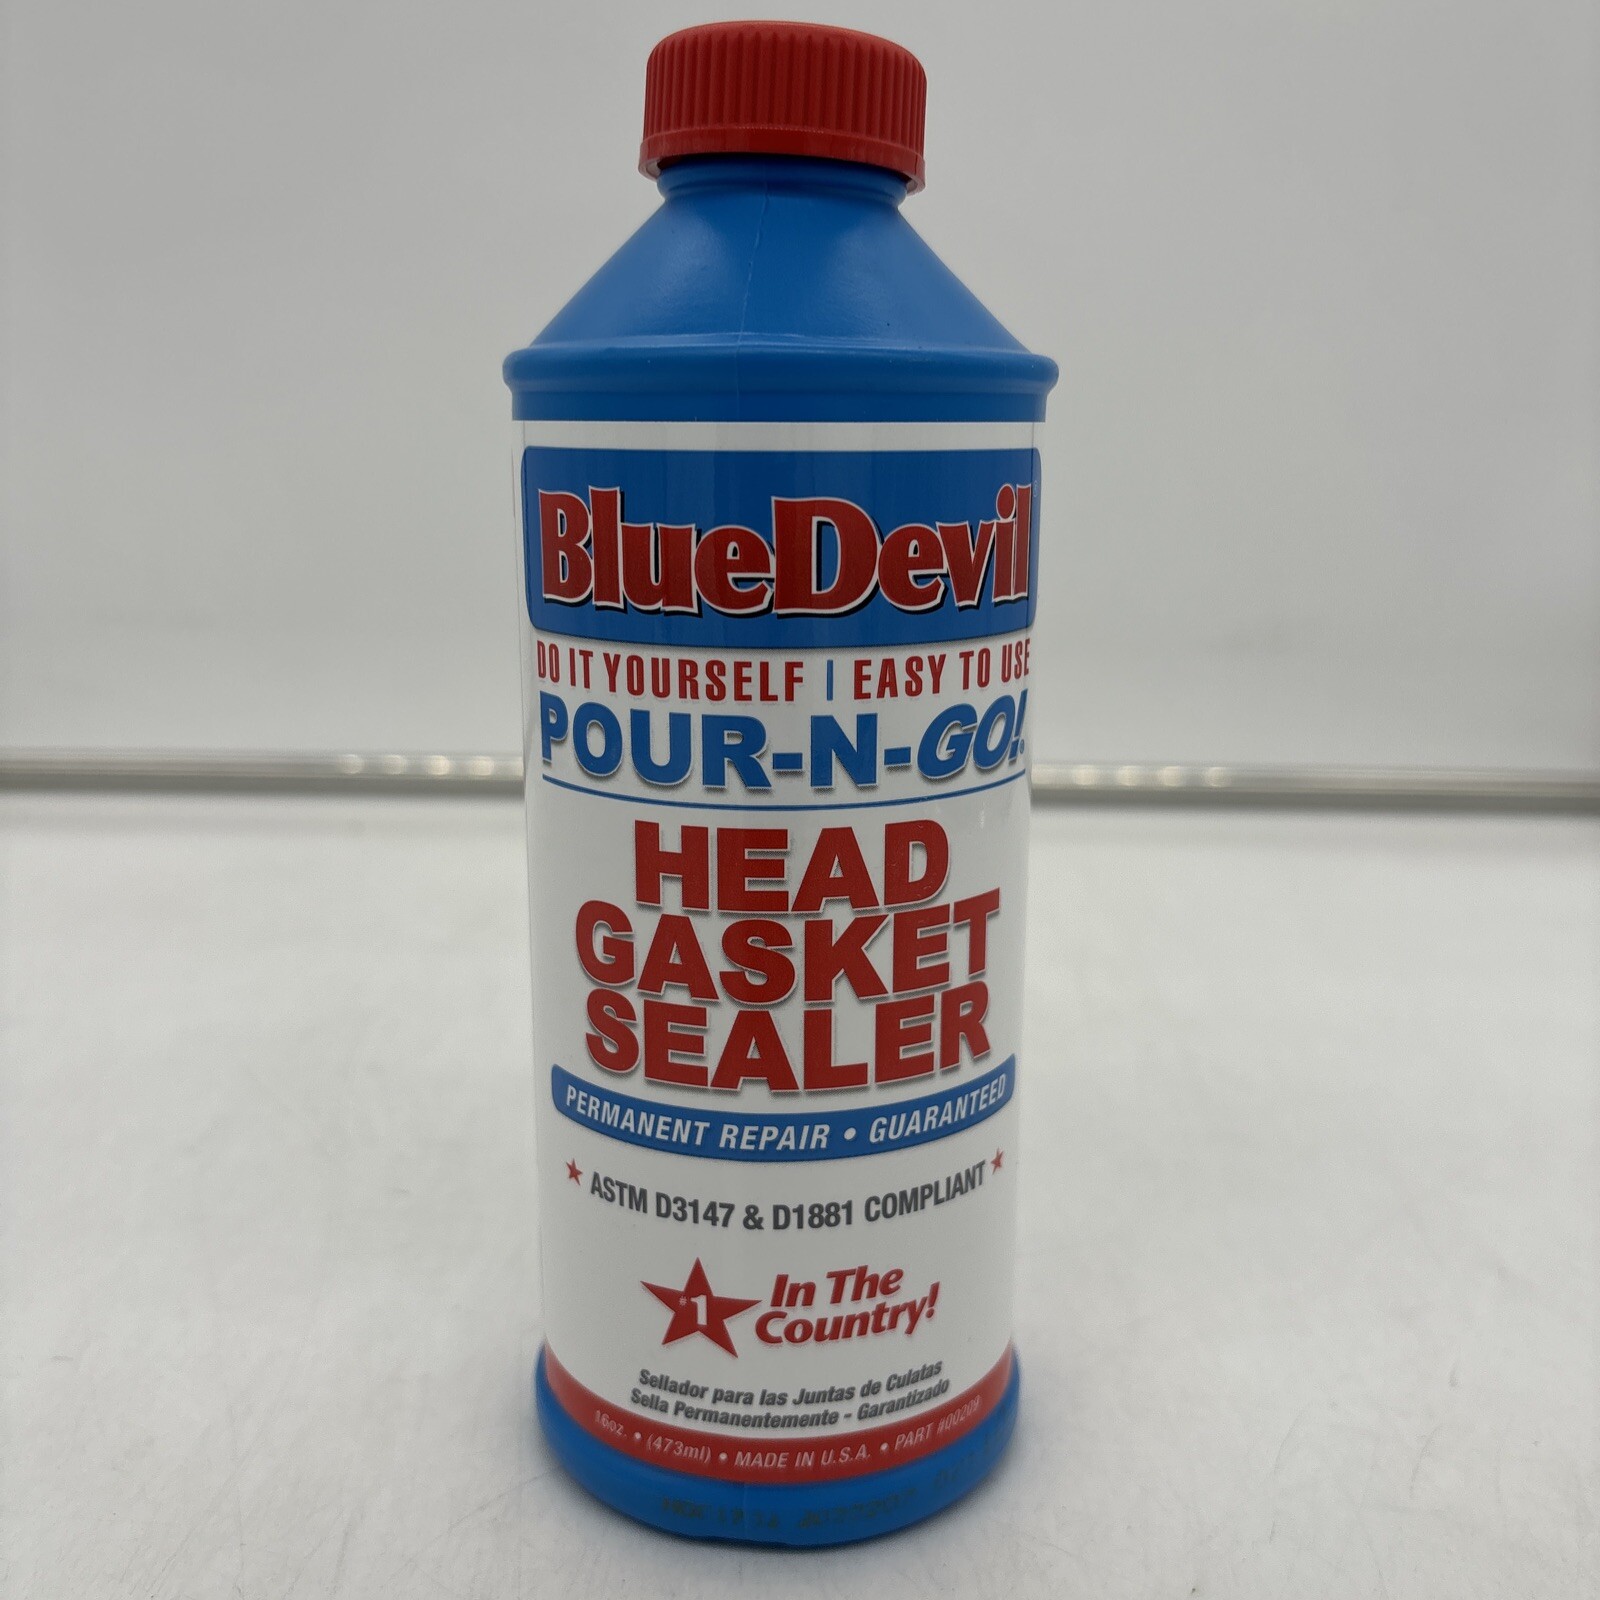 BlueDevil®
DO IT YOURSELF | EASY TO USE
POUR-N-GO!
HEAD
GASKET
SEALER
PERMANENT REPAIR • GUARANTEED
★ ASTM D3147 & D1881 COMPLIANT ★
#1 In The
Country!
Sellador para las Juntas de Culatas
Sella Permanentemente - Garantizado
16oz. • (473ml) • MADE IN U.S.A. • PART #00209